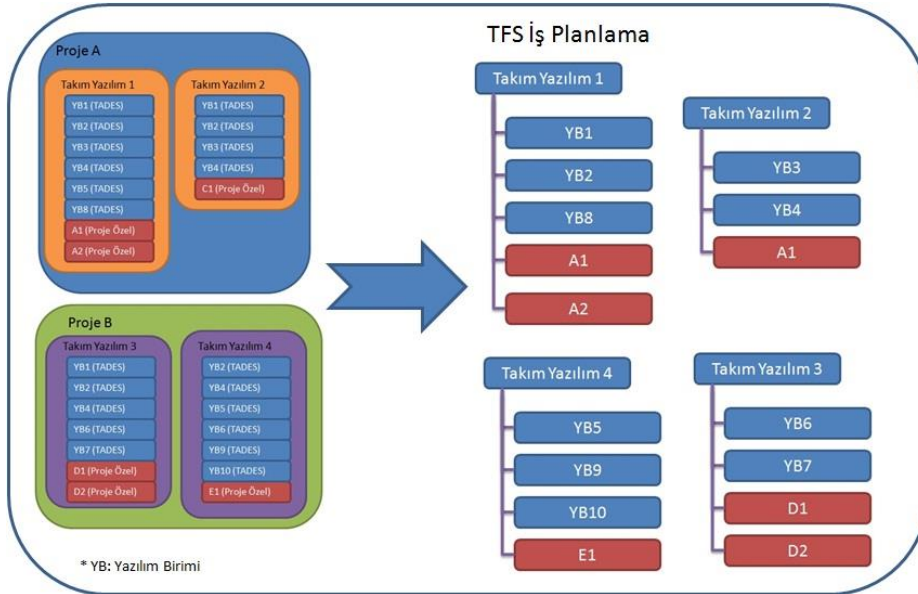 Proje A
Takım Yazılım 1
YB1 (TADES)
YB2 (TADES)
YB3 (TADES)
YB4 (TADES)
YB5 (TADES)
YB8 (TADES)
A1 (Proje Özel)
A2 (Proje Özel)
Takım Yazılım 2
YB1 (TADES)
YB2 (TADES)
YB3 (TADES)
YB4 (TADES)
C1 (Proje Özel)
Proje B
Takım Yazılım 3
YB1 (TADES)
YB2 (TADES)
YB4 (TADES)
YB6 (TADES)
YB7 (TADES)
D1 (Proje Özel)
D2 (Proje Özel)
Takım Yazılım 4
YB2 (TADES)
YB4 (TADES)
YB5 (TADES)
YB6 (TADES)
YB9 (TADES)
YB10 (TADES)
E1 (Proje Özel)
* YB: Yazılım Birimi
TFS İş Planlama
Takım Yazılım 1
YB1
YB2
YB8
A1
A2
Takım Yazılım 2
YB3
YB4
A1
Takım Yazılım 4
YB5
YB9
YB10
E1
Takım Yazılım 3
YB6
YB7
D1
D2